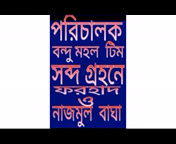 পরিচালক
বন্দু মহল টিম
সব্দ গ্রহনে
ফরহাদ
ও
নাজমুল বাঘা